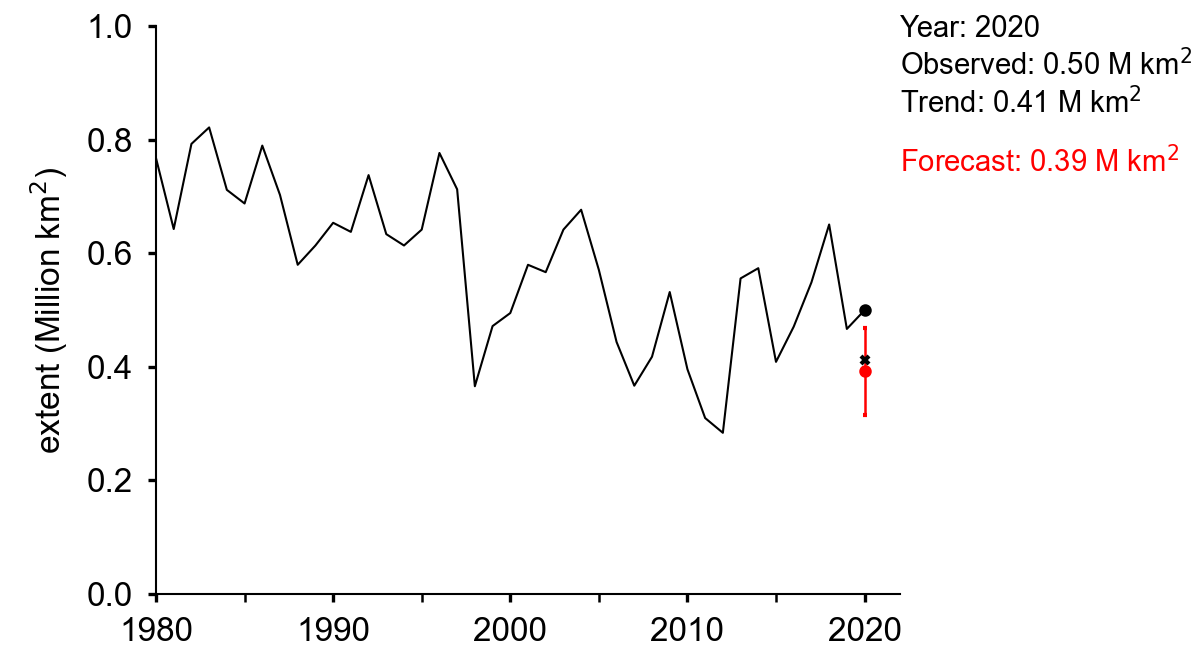 Year: 2020
Observed: 0.50 M km²
Trend: 0.41 M km²
Forecast: 0.39 M km²
extent (Million km²)
1.0
0.8
0.6
0.4
0.2
0.0
1980 1990 2000 2010 2020